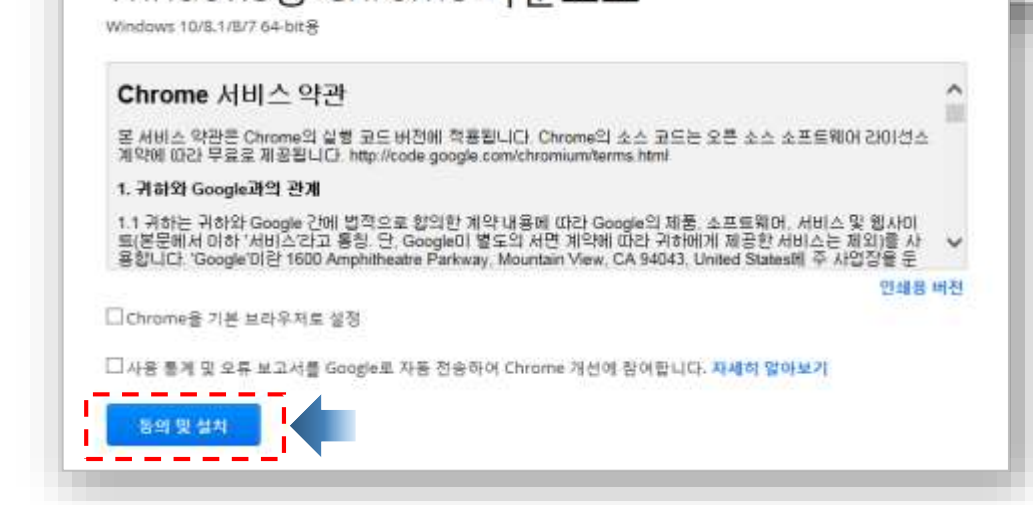 Windows 10/8.1/8/7 64-bit용
Chrome 서비스 약관
본 서비스 약관은 Chrome의 실행 코드 버전에 적용됩니다. Chrome의 소스 코드는 오픈 소스 소프트웨어 라이선스
계약에 따라 무료로 제공됩니다. http://code.google.com/chromium/terms.html
1. 귀하와 Google과의 관계
1.1 귀하는 귀하와 Google 간에 법적으로 합의한 계약 내용에 따라 Google의 제품, 소프트웨어, 서비스 및 웹사이
트(본문에서 이하 '서비스'라고 통칭. 단, Google이 별도의 서면 계약에 따라 귀하에게 제공한 서비스는 제외)를 사
용합니다. 'Google'이란 1600 Amphitheatre Parkway, Mountain View, CA 94043, United States에 주 사업장을 둔
인쇄용 버전
Chrome을 기본 브라우저로 설정
사용 통계 및 오류 보고서를 Google로 자동 전송하여 Chrome 개선에 참여합니다. 자세히 알아보기
동의 및 설치